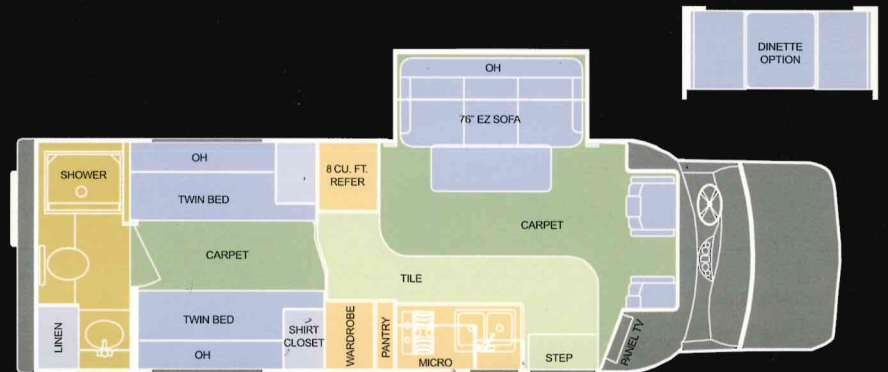 DINETTE
OPTION
OH
76" EZ SOFA
OH
8 CU. FT.
REFER
SHOWER
TWIN BED
CARPET
CARPET
TILE
TWIN BED
SHIRT
CLOSET
LINEN
WARDROBE
PANTRY
OH
MICRO
STEP
PANEL TV